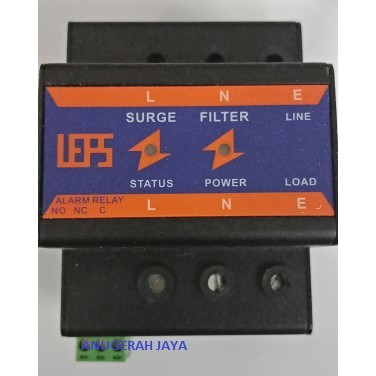 L N E
SURGE FILTER LINE
LEPS
STATUS POWER LOAD
ALARM RELAY
NO NC C
L N E
ANUGERAH JAYA